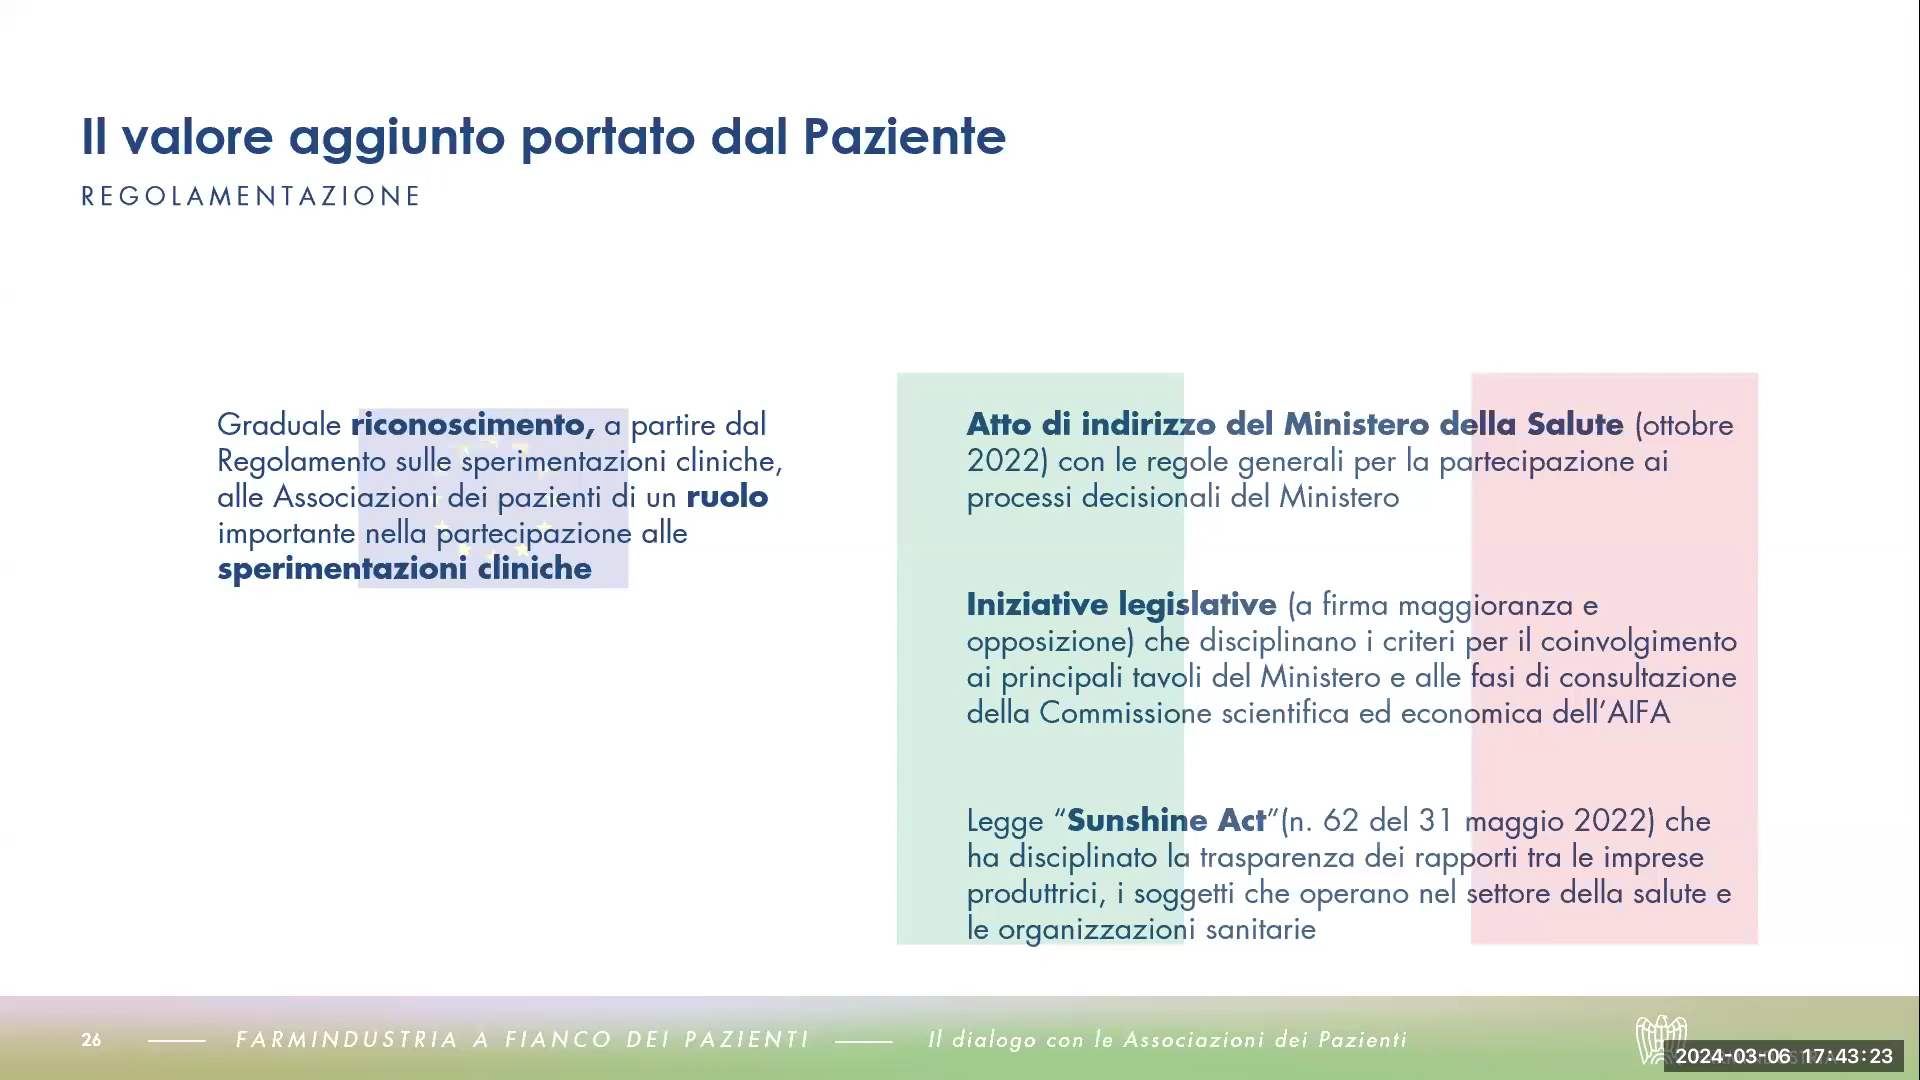 Il valore aggiunto portato dal Paziente
REGOLAMENTAZIONE
Graduale riconoscimento, a partire dal
Regolamento sulle sperimentazioni cliniche,
alle Associazioni dei pazienti di un ruolo
importante nella partecipazione alle
sperimentazioni cliniche
Atto di indirizzo del Ministero della Salute (ottobre
2022) con le regole generali per la partecipazione ai
processi decisionali del Ministero
Iniziative legislative (a firma maggioranza e
opposizione) che disciplinano i criteri per il coinvolgimento
ai principali tavoli del Ministero e alle fasi di consultazione
della Commissione scientifica ed economica dell’AIFA
Legge “Sunshine Act”(n. 62 del 31 maggio 2022) che
ha disciplinato la trasparenza dei rapporti tra le imprese
produttrici, i soggetti che operano nel settore della salute e
le organizzazioni sanitarie
26 FARMINDUSTRIA A FIANCO DEI PAZIENTI Il dialogo con le Associazioni dei Pazienti
2024-03-06 17:43:23